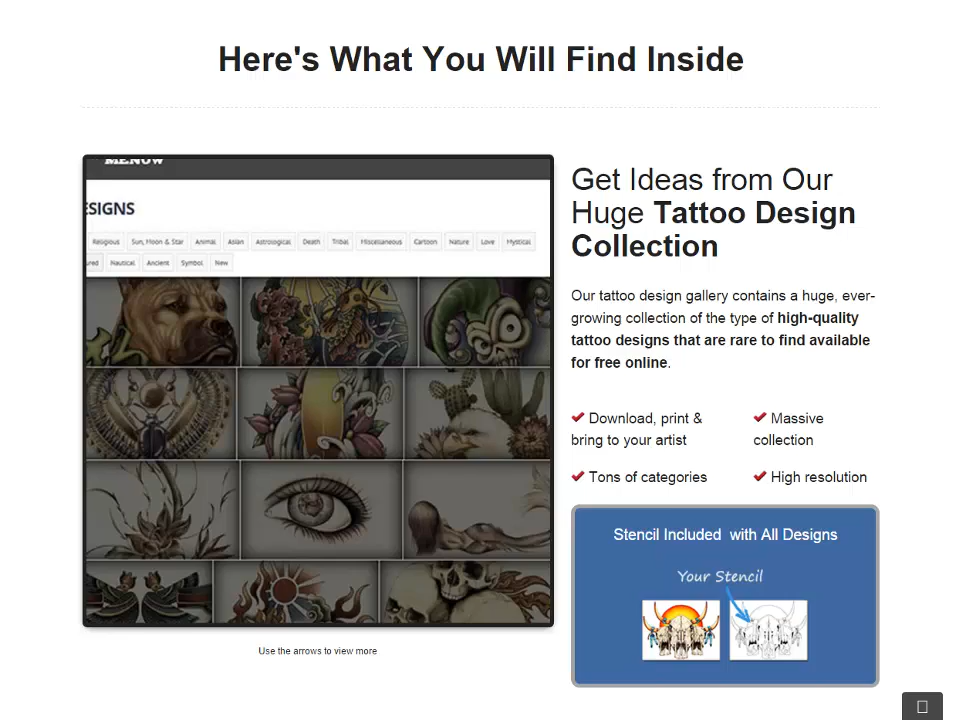 Here's What You Will Find Inside
ESIGNS
Religious Sun, Moon & Star Animal Asian Astrological Death Tribal Miscellaneous Cartoon Nature Love Mystical
ured Nautical Ancient Symbol New
Use the arrows to view more
Get Ideas from Our
Huge Tattoo Design
Collection
Our tattoo design gallery contains a huge, ever-
growing collection of the type of high-quality
tattoo designs that are rare to find available
for free online.
Download, print &
bring to your artist
Massive
collection
Tons of categories
High resolution
Stencil Included with All Designs
Your Stencil